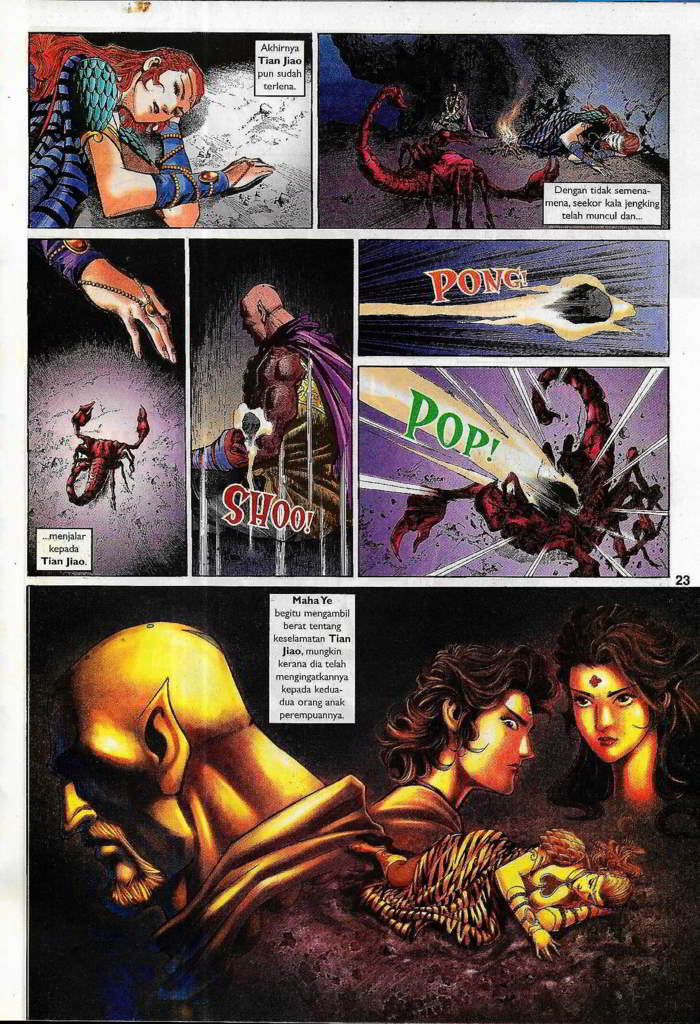 Akhirnya
Tian Jiao
pun sudah
terlena.
Dengan tidak semena-
mena, seekor kala jengking
telah muncul dan...
...menjalar
kepada
Tian Jiao.
SHOO!
PONG!
POP!
23
Maha Ye
begitu mengambil
berat tentang
keselamatan Tian
Jiao, mungkin
kerana dia telah
mengingatkannya
kepada kedua-
dua orang anak
perempuannya.